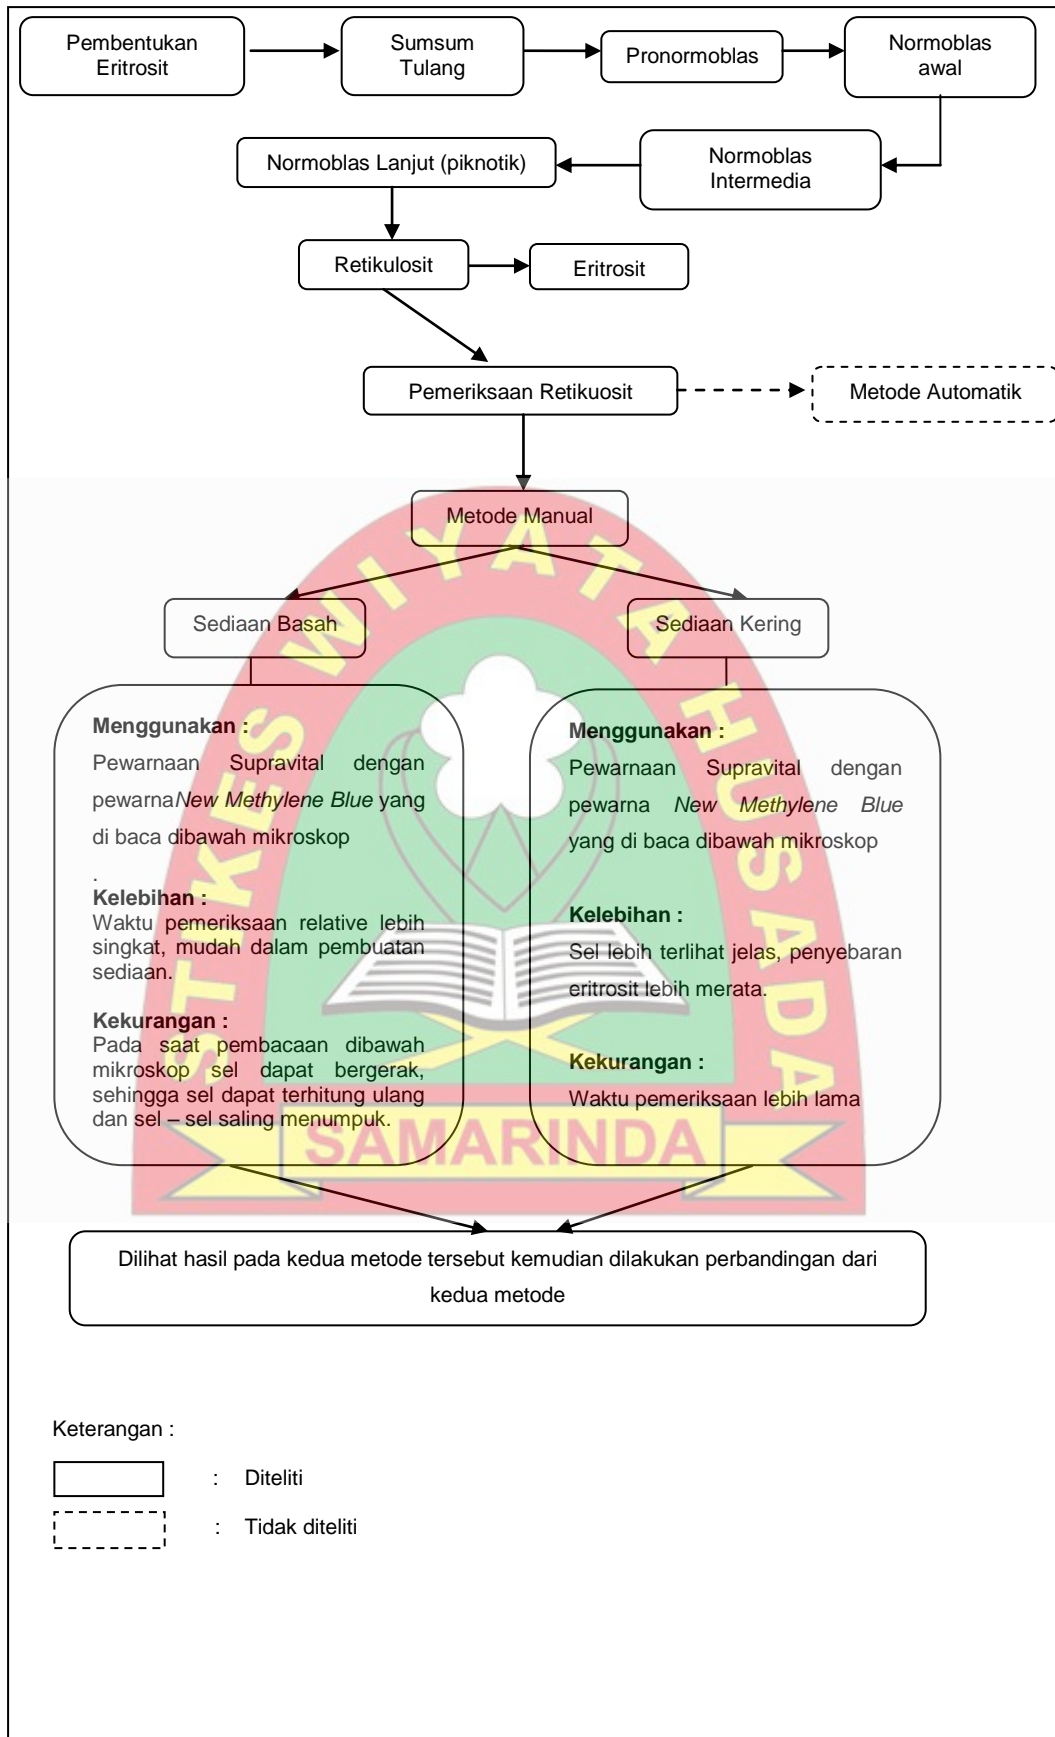 Pembentukan
Eritrosit
Sumsum
Tulang
Pronormoblas
Normoblas
awal
Normoblas Lanjut (piknotik)
Normoblas
Intermedia
Retikulosit
Eritrosit
Pemeriksaan Retikuosit
Metode Automatik
Metode Manual
Sediaan Basah
Sediaan Kering
Menggunakan :
Pewarnaan Supravital dengan
pewarnaNew Methylene Blue yang
di baca dibawah mikroskop
.
Kelebihan :
Waktu pemeriksaan relative lebih
singkat, mudah dalam pembuatan
sediaan.
Kekurangan :
Pada saat pembacaan dibawah
mikroskop sel dapat bergerak,
sehingga sel dapat terhitung ulang
dan sel – sel saling menumpuk.
Menggunakan :
Pewarnaan Supravital dengan
pewarna New Methylene Blue
yang di baca dibawah mikroskop
Kelebihan :
Sel lebih terlihat jelas, penyebaran
eritrosit lebih merata.
Kekurangan :
Waktu pemeriksaan lebih lama
STIKES WIYATA HUSADA
SAMARINDA
Dilihat hasil pada kedua metode tersebut kemudian dilakukan perbandingan dari
kedua metode
Keterangan :
: Diteliti
: Tidak diteliti